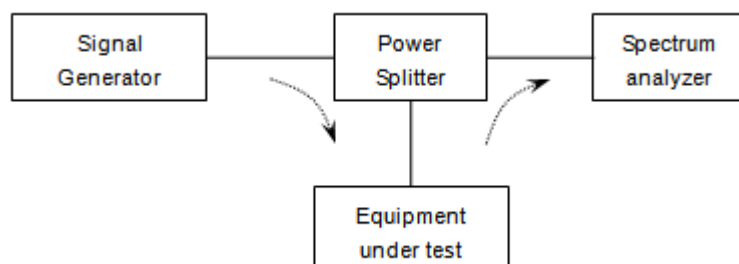 Signal
Generator
Power
Splitter
Spectrum
analyzer
Equipment
under test